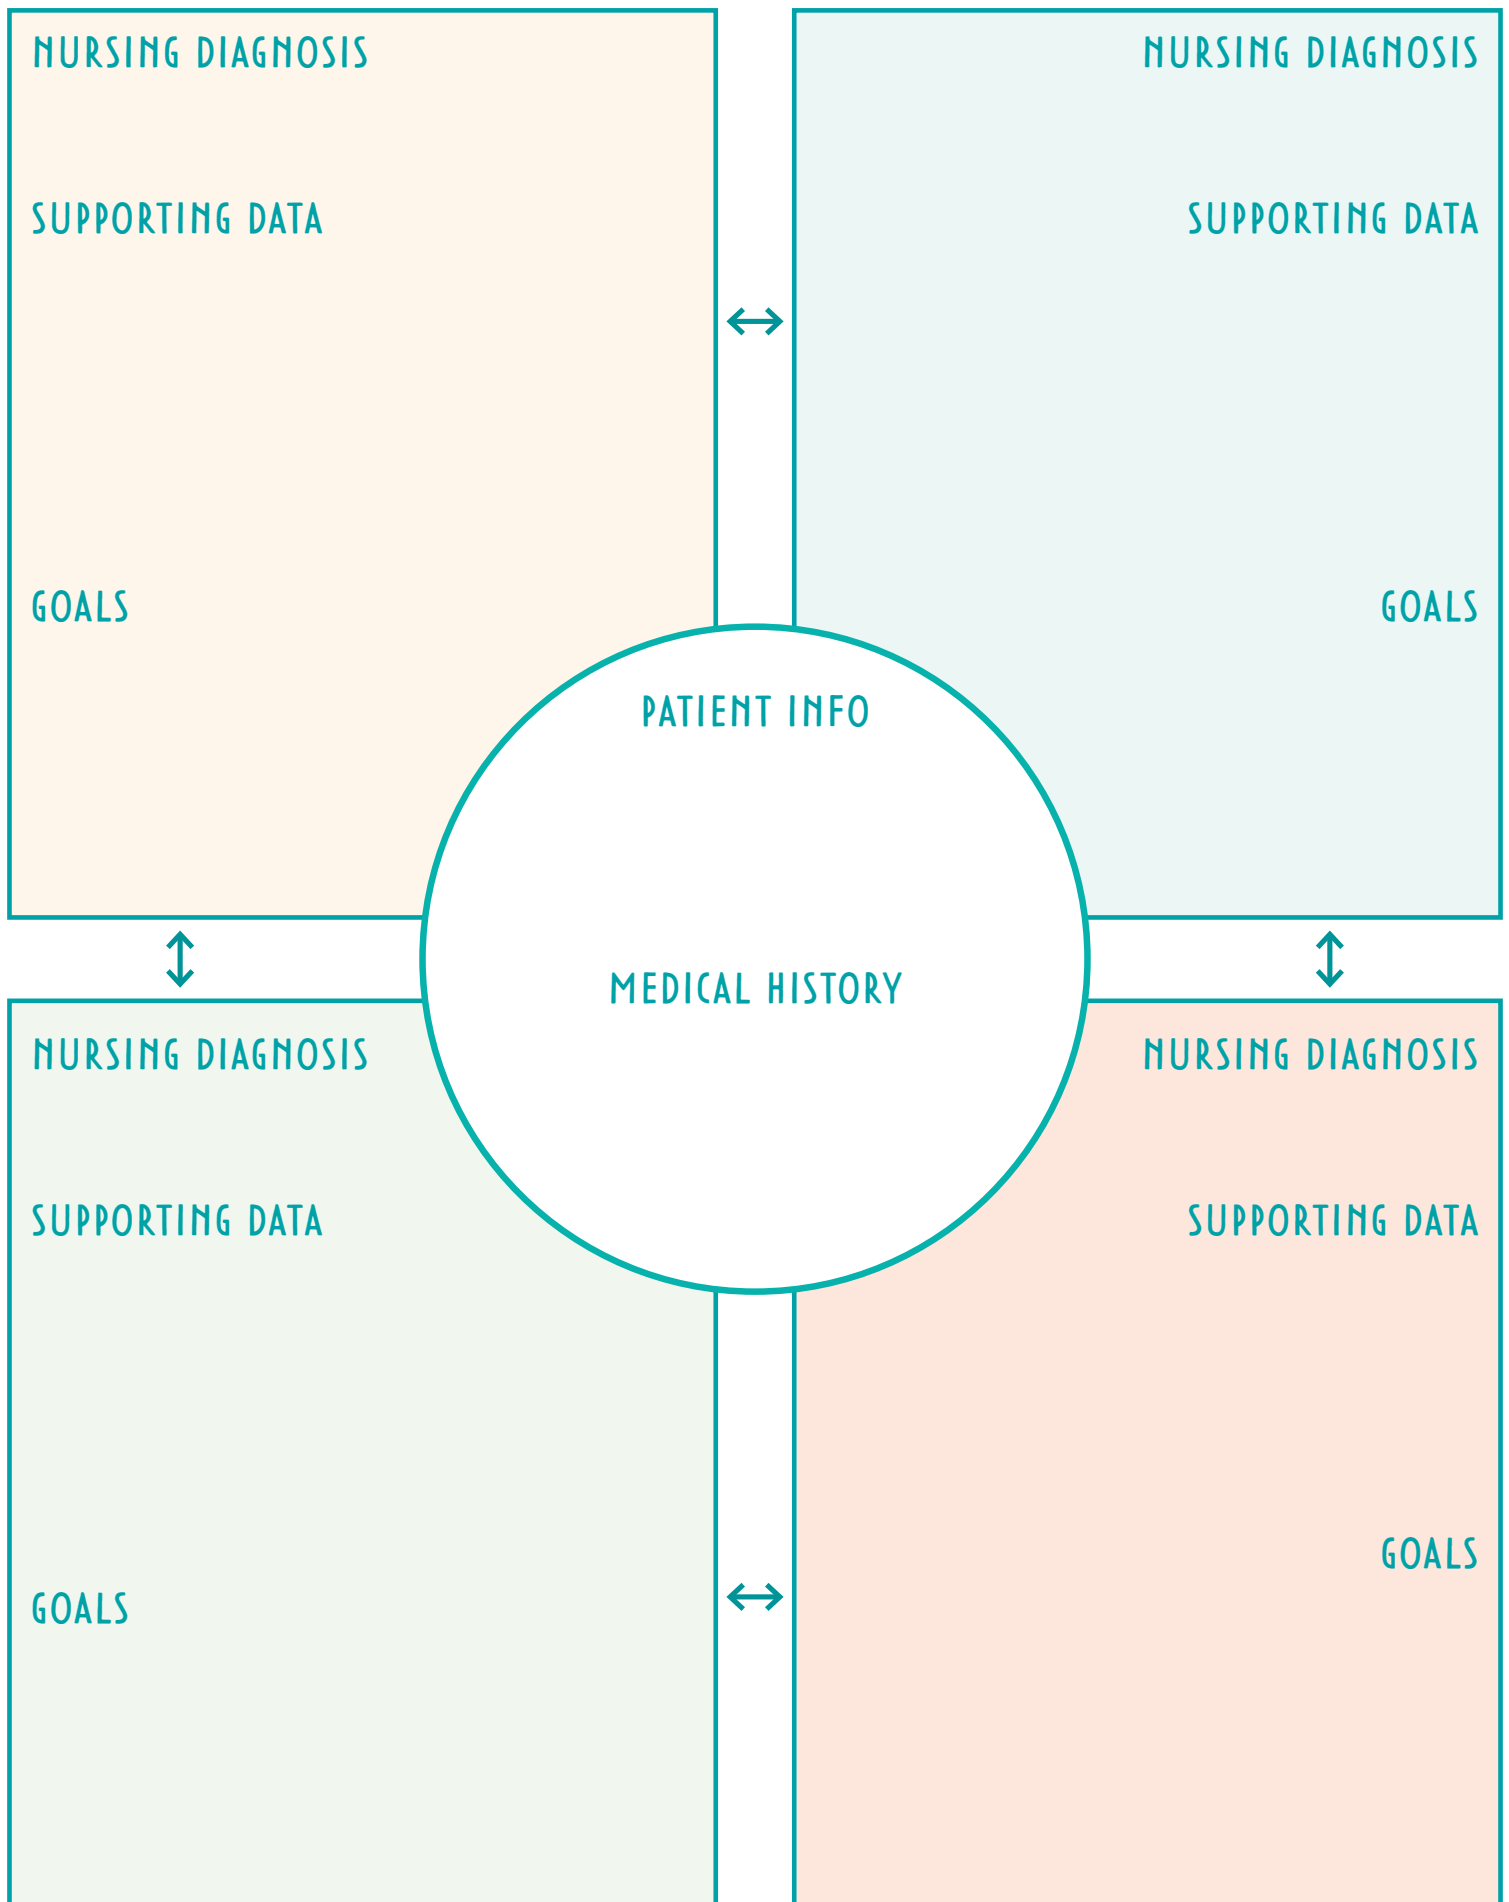 NURSING DIAGNOSIS
SUPPORTING DATA
GOALS
NURSING DIAGNOSIS
SUPPORTING DATA
GOALS
PATIENT INFO
MEDICAL HISTORY
NURSING DIAGNOSIS
SUPPORTING DATA
GOALS
NURSING DIAGNOSIS
SUPPORTING DATA
GOALS